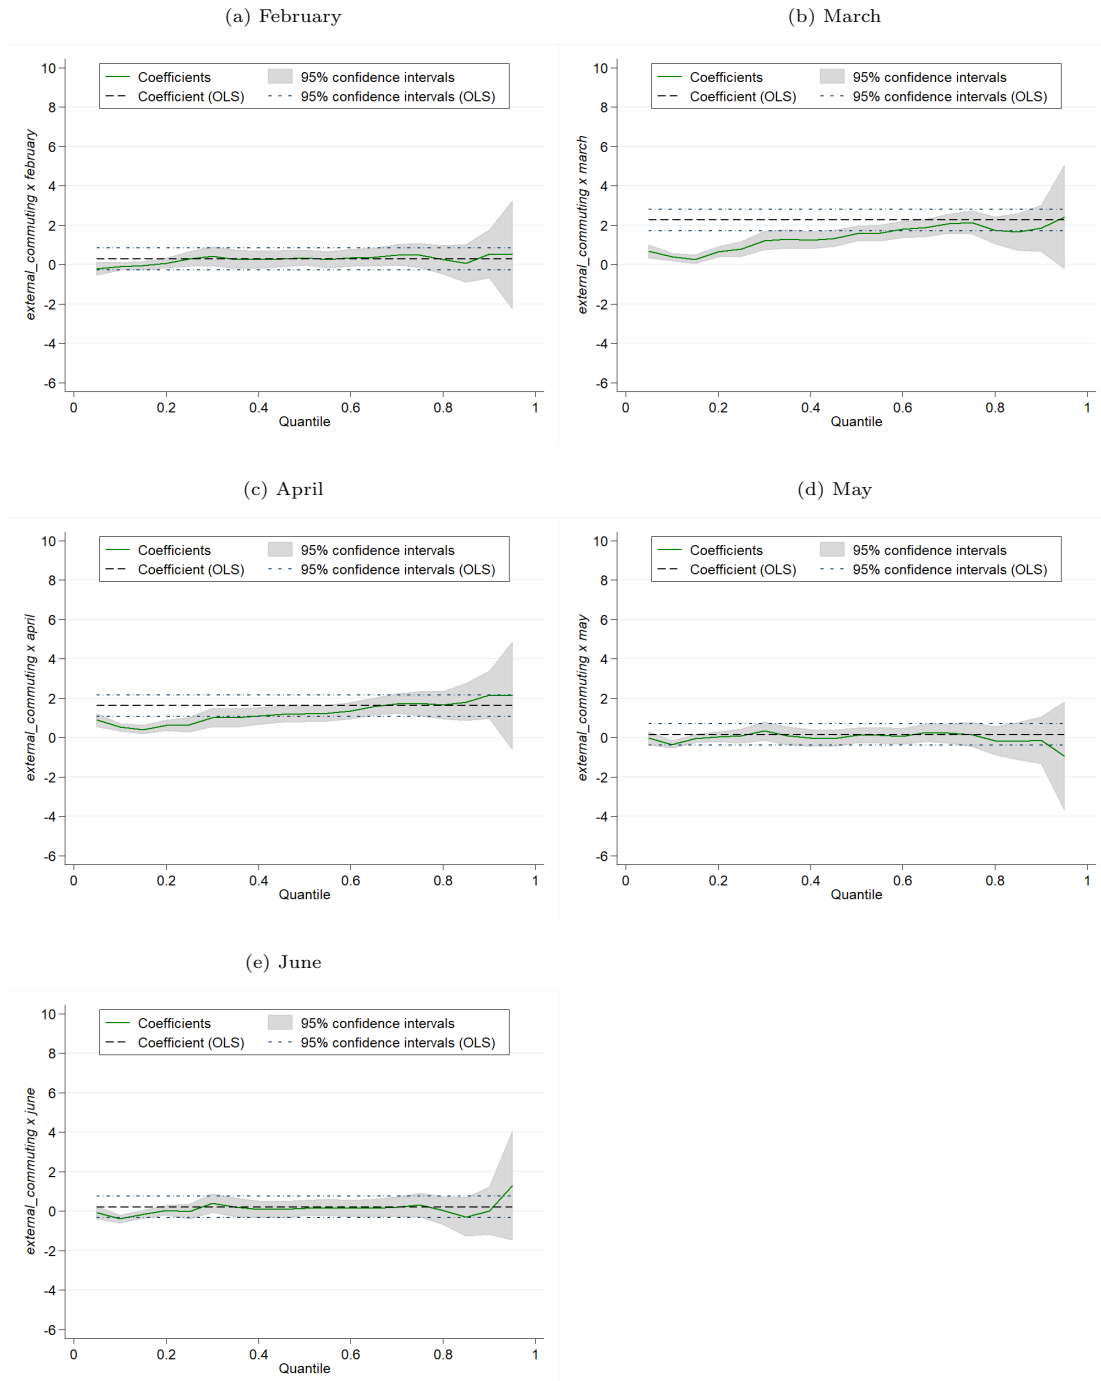 (a) February
10
8
6
4
2
0
-2
-4
-6
external_commuting x february
Coefficients
95% confidence intervals
Coefficient (OLS)
95% confidence intervals (OLS)
0 0.2 0.4 0.6 0.8 1
Quantile
(b) March
10
8
6
4
2
0
-2
-4
-6
external_commuting x march
Coefficients
95% confidence intervals
Coefficient (OLS)
95% confidence intervals (OLS)
0 0.2 0.4 0.6 0.8 1
Quantile
(c) April
10
8
6
4
2
0
-2
-4
-6
external_commuting x april
Coefficients
95% confidence intervals
Coefficient (OLS)
95% confidence intervals (OLS)
0 0.2 0.4 0.6 0.8 1
Quantile
(d) May
10
8
6
4
2
0
-2
-4
-6
external_commuting x may
Coefficients
95% confidence intervals
Coefficient (OLS)
95% confidence intervals (OLS)
0 0.2 0.4 0.6 0.8 1
Quantile
(e) June
10
8
6
4
2
0
-2
-4
-6
external_commuting x june
Coefficients
95% confidence intervals
Coefficient (OLS)
95% confidence intervals (OLS)
0 0.2 0.4 0.6 0.8 1
Quantile